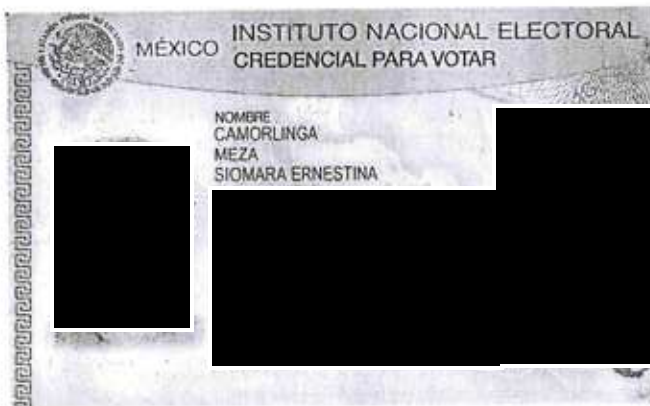 MÉXICO
INSTITUTO NACIONAL ELECTORAL
CREDENCIAL PARA VOTAR
NOMBRE
CAMORLINGA
MEZA
SIOMARA ERNESTINA